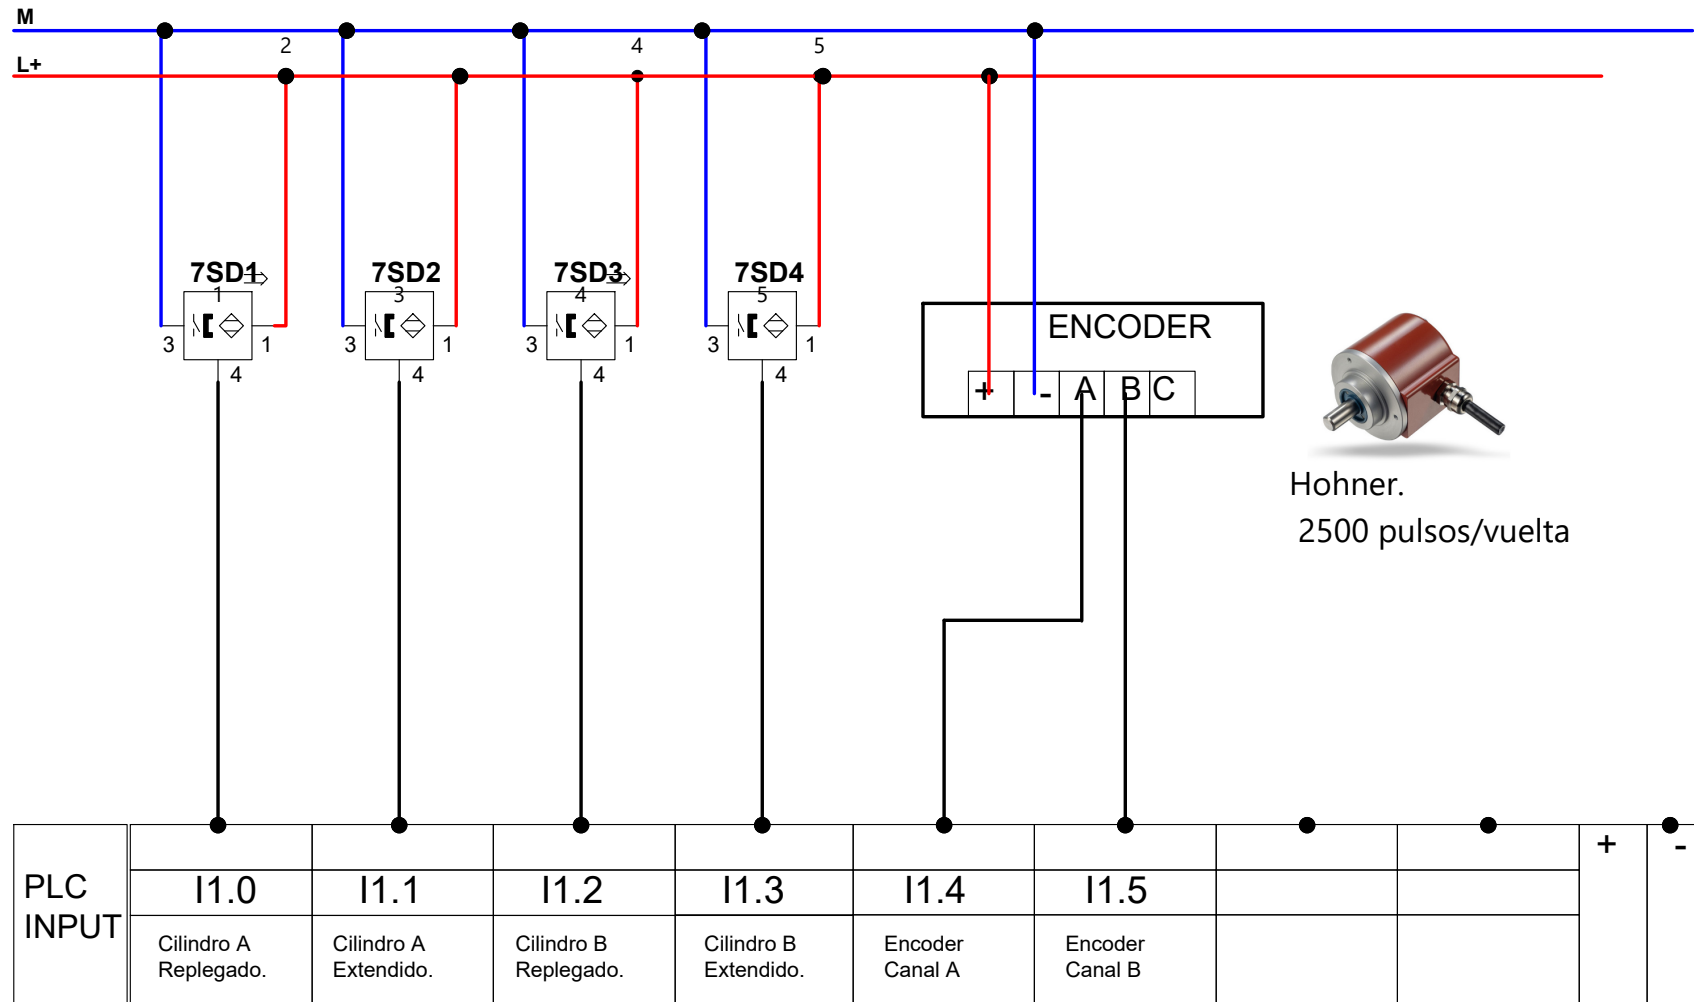 M
2
4
5
L+
7SD1
7SD2
7SD3
7SD4
1
3
4
5
3
1
3
1
3
1
3
1
4
4
4
4
ENCODER
+
-
A
B
C
Hohner.
2500 pulsos/vuelta
+
-
PLC
INPUT
I1.0
I1.1
I1.2
I1.3
I1.4
I1.5
Cilindro A
Replegado.
Cilindro A
Extendido.
Cilindro B
Replegado.
Cilindro B
Extendido.
Encoder
Canal A
Encoder
Canal B